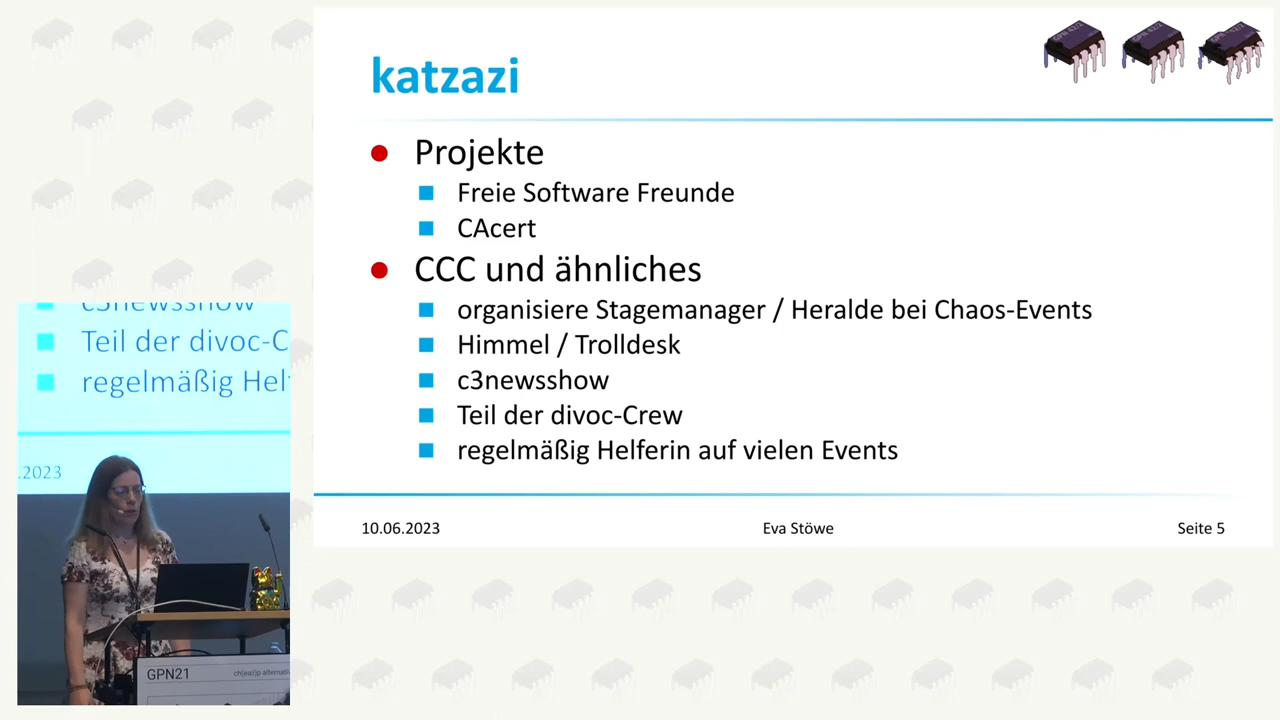 katzazi
Projekte
Freie Software Freunde
CAcert
CCC und ähnliches
organisiere Stagemanager / Heralde bei Chaos-Events
Himmel / Trolldesk
c3newsshow
Teil der divoc-Crew
regelmäßig Helferin auf vielen Events
10.06.2023
Eva Stöwe
Seite 5
c3newsshow
Teil der divoc-C
regelmäßig Hel
.2023
GPN21